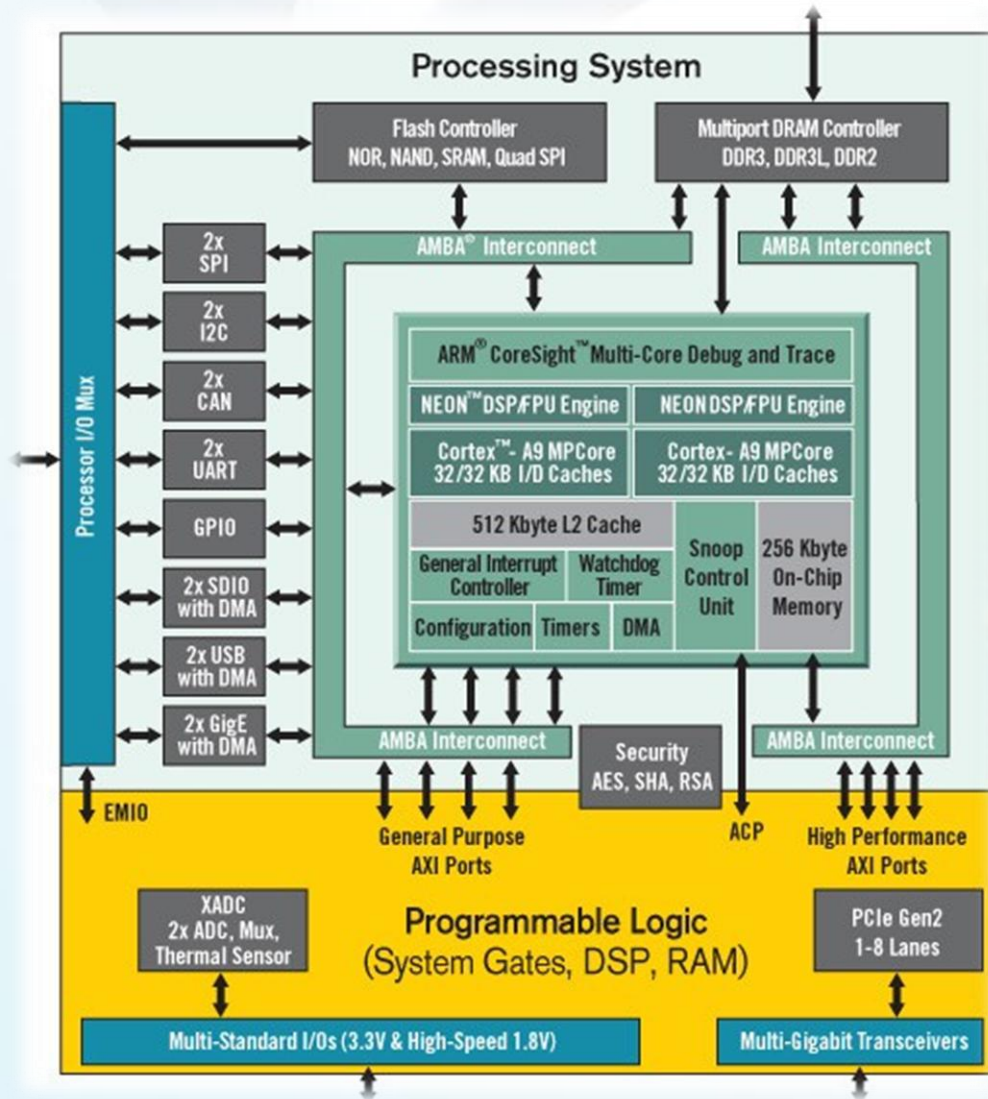 Processing System
Flash Controller
NOR, NAND, SRAM, Quad SPI
Multiport DRAM Controller
DDR3, DDR3L, DDR2
AMBA® Interconnect
AMBA Interconnect
Processor I/O Mux
2x
SPI
2x
I2C
2x
CAN
2x
UART
GPIO
2x SDIO
with DMA
2x USB
with DMA
2x GigE
with DMA
ARM® CoreSight™ Multi-Core Debug and Trace
NEON™ DSP/FPU Engine
NEON DSP/FPU Engine
Cortex™- A9 MPCore
32/32 KB I/D Caches
Cortex- A9 MPCore
32/32 KB I/D Caches
512 Kbyte L2 Cache
General Interrupt
Controller
Watchdog
Timer
Configuration
Timers
DMA
Snoop
Control
Unit
256 Kbyte
On-Chip
Memory
AMBA Interconnect
Security
AES, SHA, RSA
AMBA Interconnect
EMIO
General Purpose
AXI Ports
ACP
High Performance
AXI Ports
XADC
2x ADC, Mux,
Thermal Sensor
Programmable Logic
(System Gates, DSP, RAM)
PCIe Gen2
1-8 Lanes
Multi-Standard I/Os (3.3V & High-Speed 1.8V)
Multi-Gigabit Transceivers